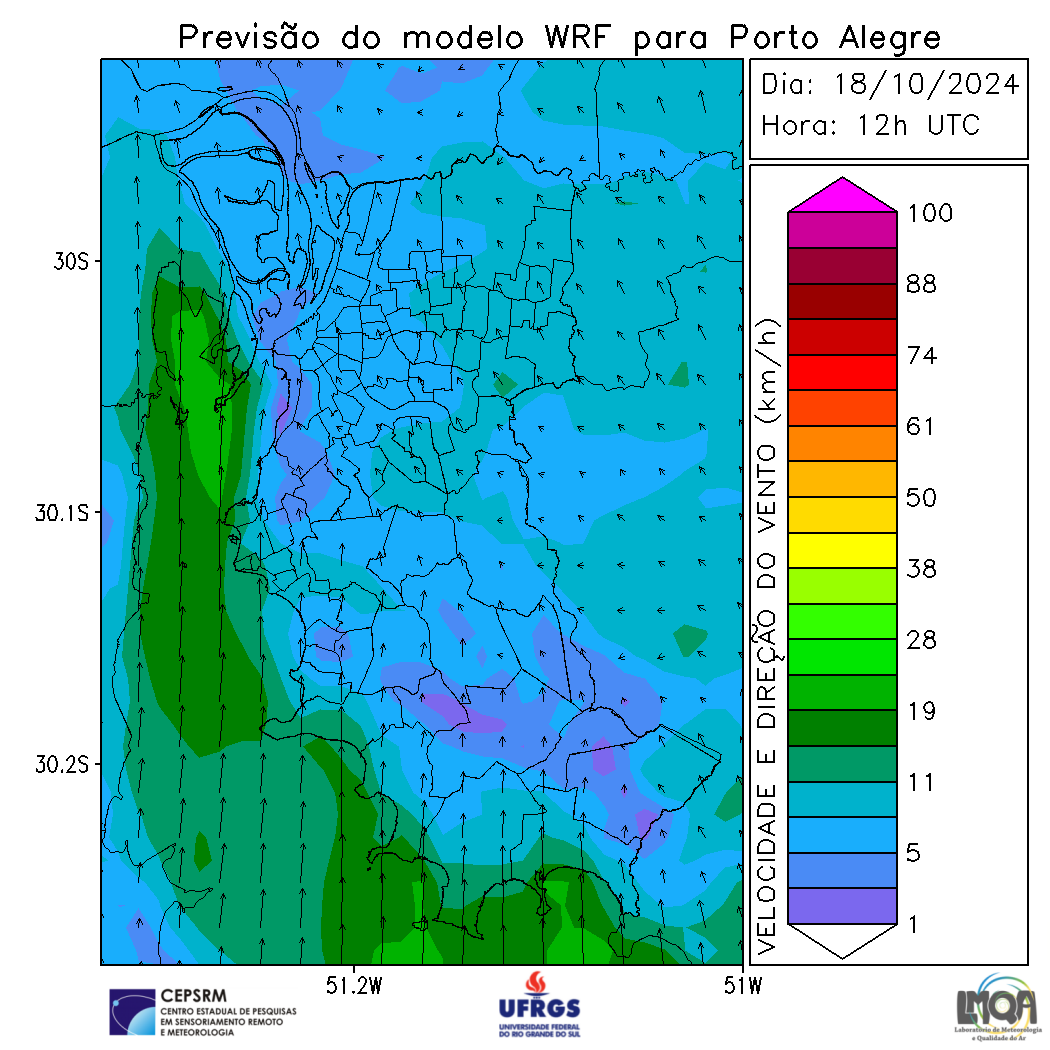 Previsão do modelo WRF para Porto Alegre
Dia: 18/10/2024
Hora: 12h UTC
30S
30.1S
30.2S
51.2W
51W
VELOCIDADE E DIREÇÃO DO VENTO (km/h)
100
88
74
61
50
38
28
19
11
5
1
CEPSRM
CENTRO ESTADUAL DE PESQUISAS
EM SENSORIAMENTO REMOTO
E METEOROLOGIA
UFRGS
UNIVERSIDADE FEDERAL
DO RIO GRANDE DO SUL
LMQA
Laboratório de Meteorologia
e Qualidade do Ar